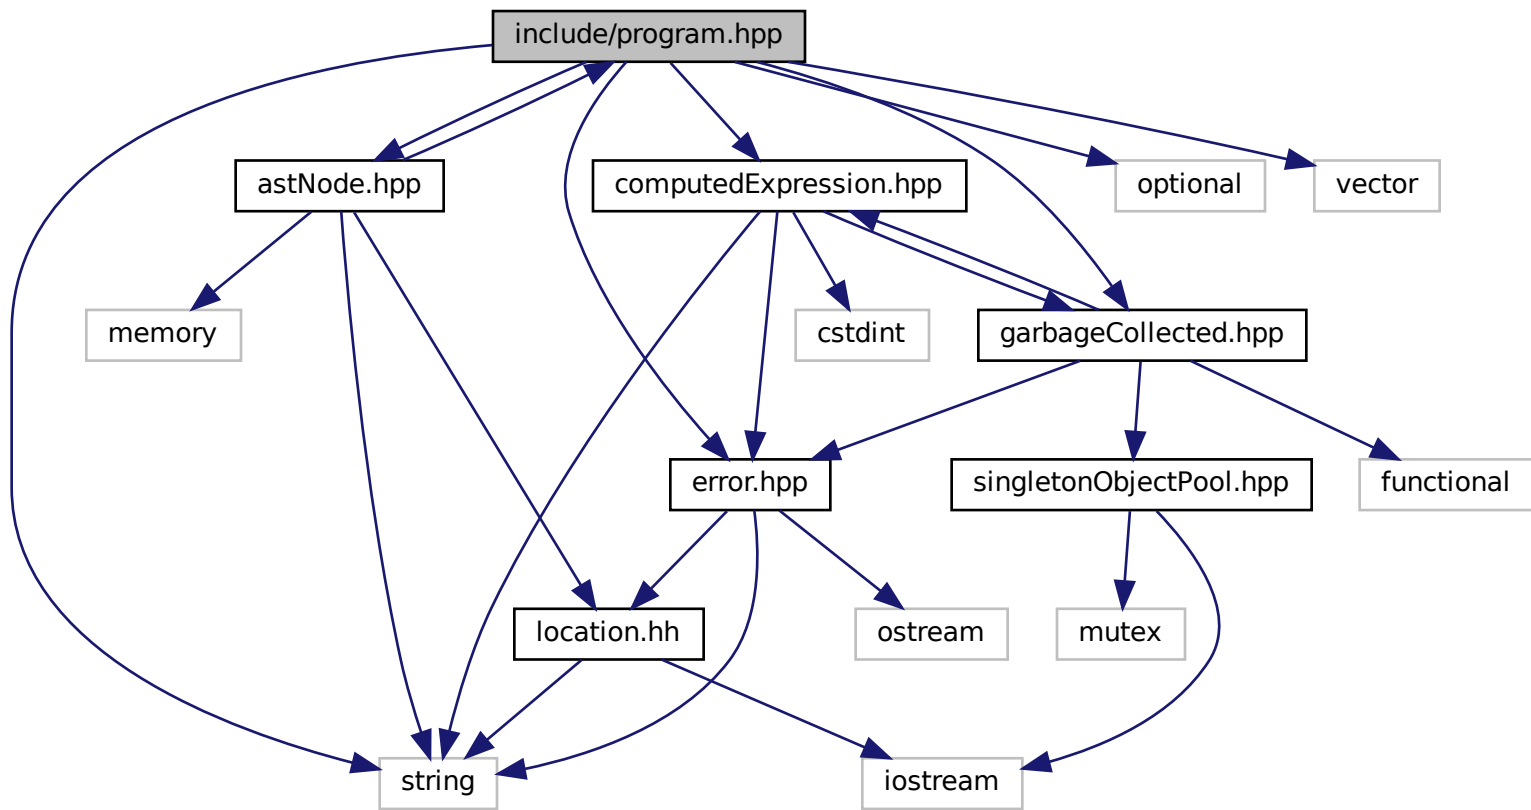 include/program.hpp
astNode.hpp
computedExpression.hpp
optional
vector
memory
cstdint
garbageCollected.hpp
error.hpp
singletonObjectPool.hpp
functional
location.hh
ostream
mutex
string
iostream